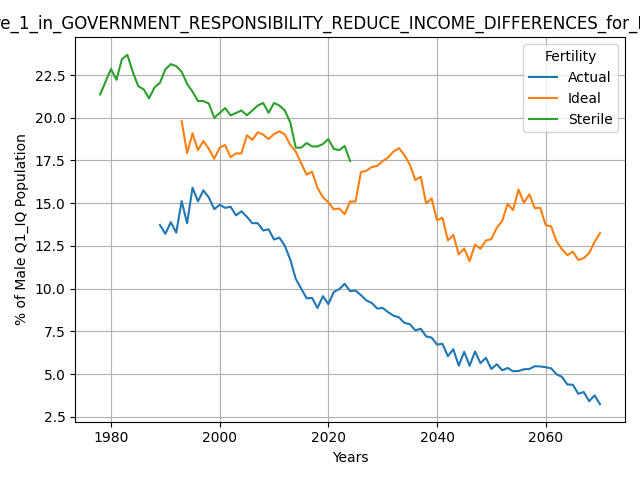 e_1_in_GOVERNMENT_RESPONSIBILITY_REDUCE_INCOME_DIFFERENCES_for_
Fertility
Actual
Ideal
Sterile
% of Male Q1_IQ Population
22.5
20.0
17.5
15.0
12.5
10.0
7.5
5.0
2.5
1980
2000
2020
2040
2060
Years